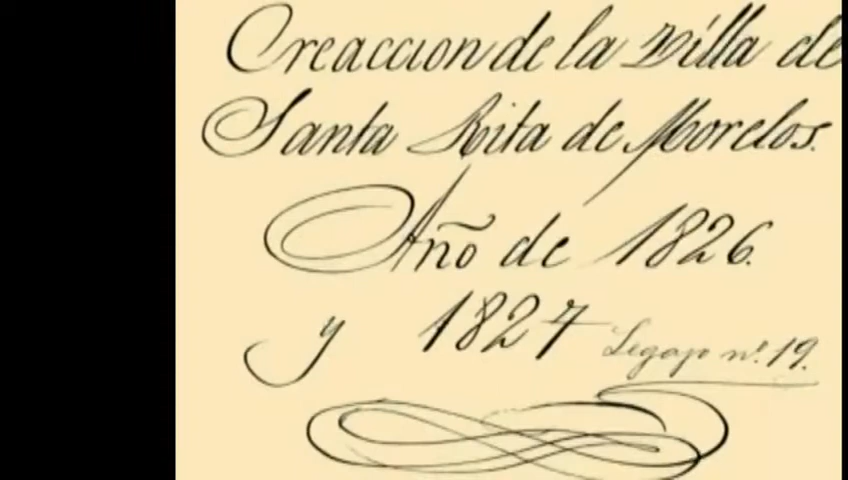 Creaccion de la Villa de
Santa Rita de Morelos.
Año de 1826.
y 1827 Legajo nº. 19.